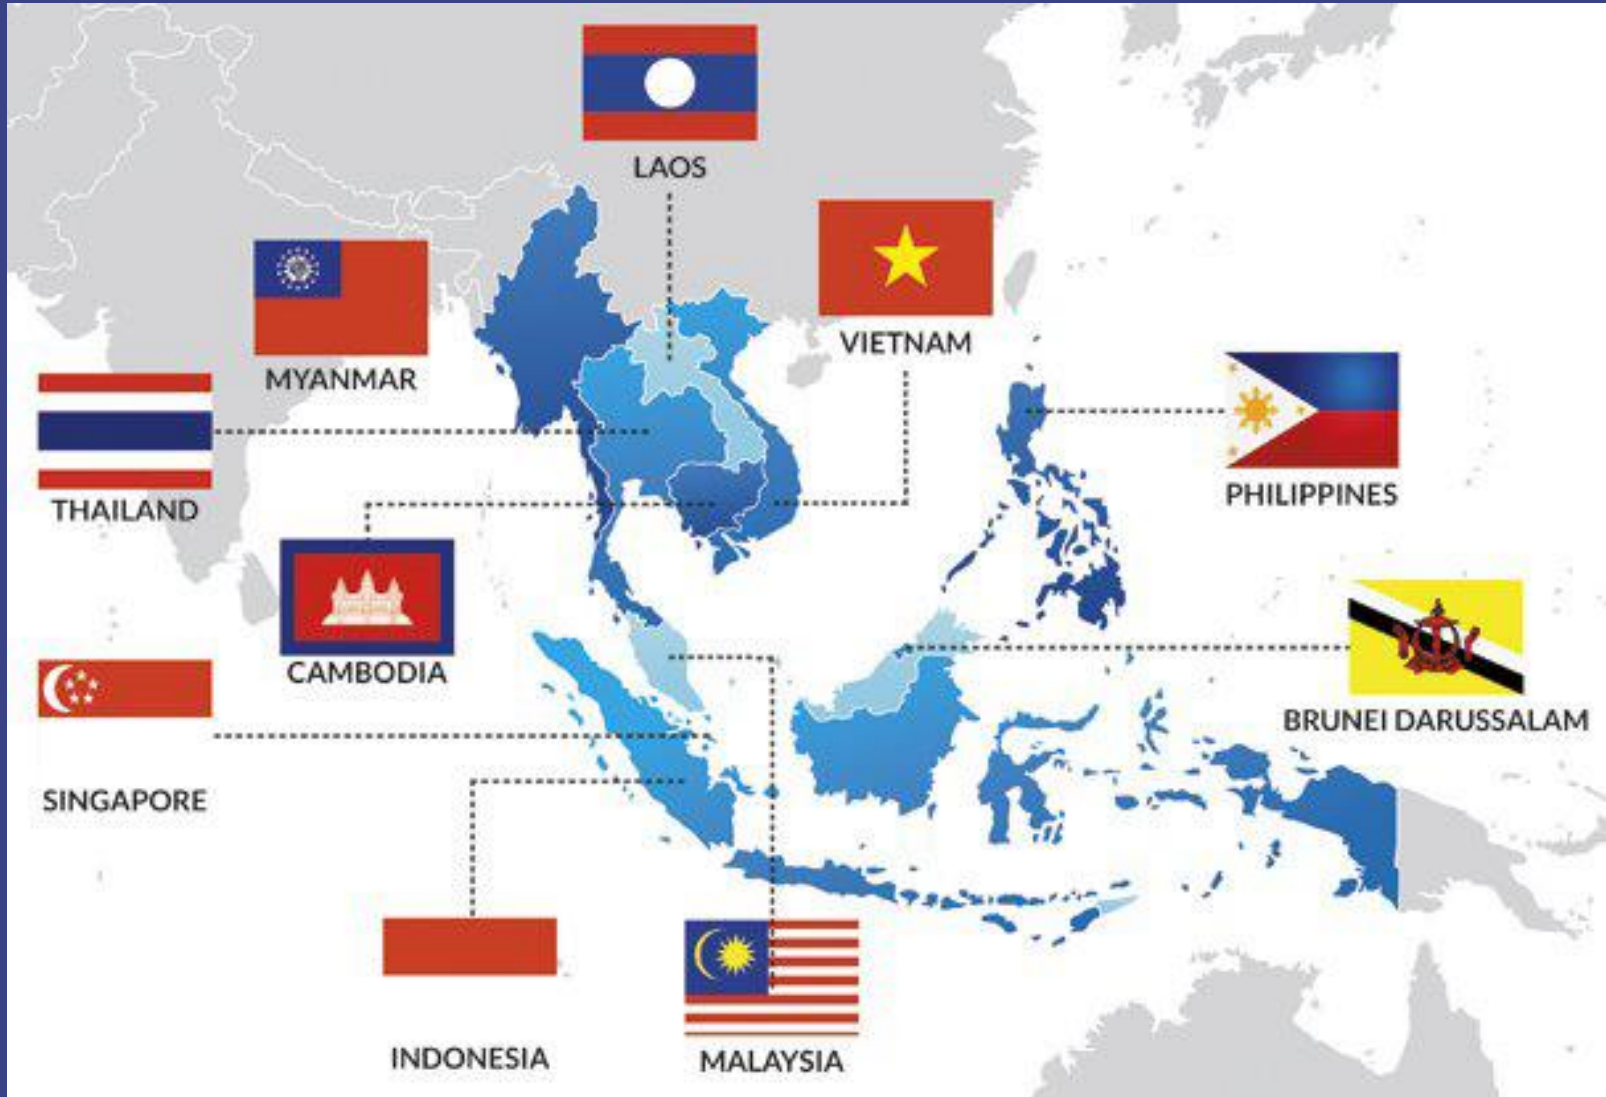 LAOS
VIETNAM
MYANMAR
THAILAND
PHILIPPINES
CAMBODIA
BRUNEI DARUSSALAM
SINGAPORE
INDONESIA
MALAYSIA